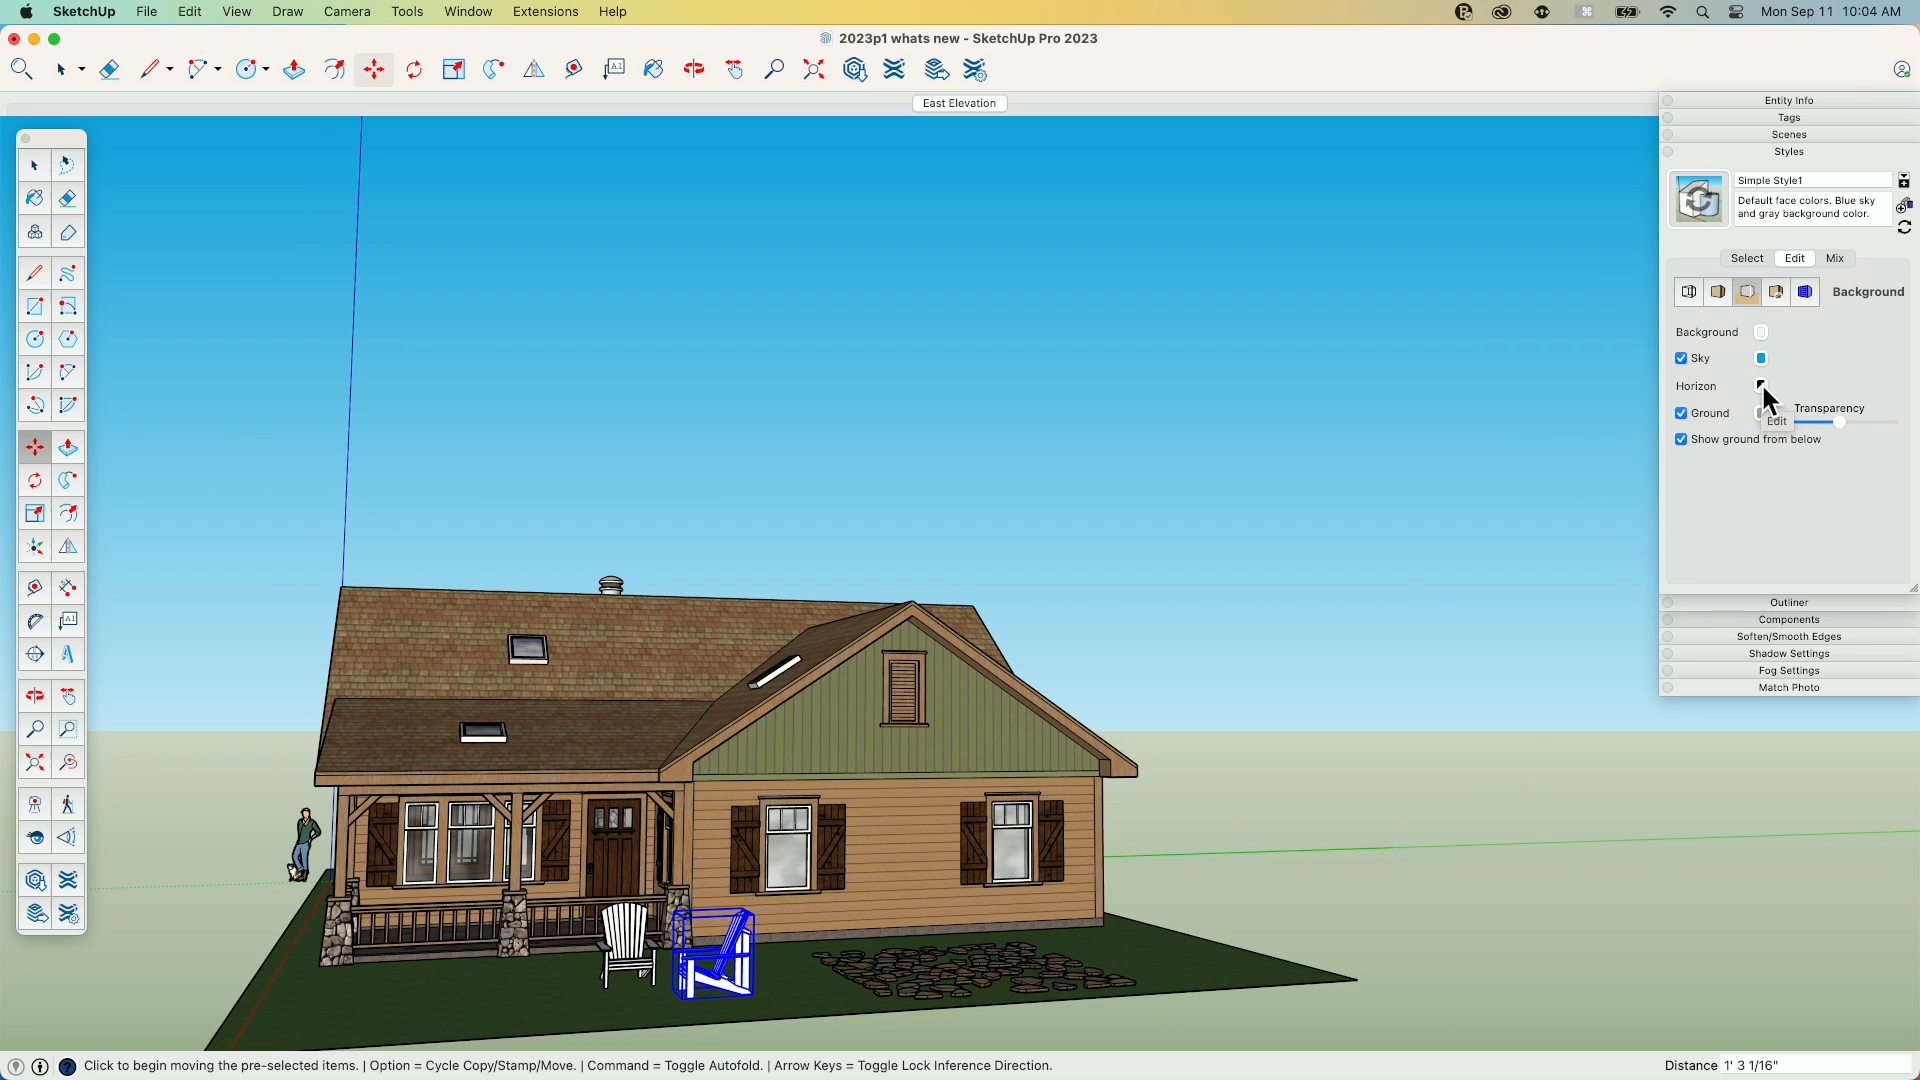 SketchUp File Edit View Draw Camera Tools Window Extensions Help Mon Sep 11 10:04 AM
2023p1 whats new - SketchUp Pro 2023
A1
East Elevation
Entity Info
Tags
Scenes
Styles
Simple Style1
Default face colors. Blue sky
and gray background color.
Select Edit Mix
Background
Background
Sky
Horizon
Ground Transparency
Edit
Show ground from below
Outliner
Components
Soften/Smooth Edges
Shadow Settings
Fog Settings
Match Photo
A1
Click to begin moving the pre-selected items. | Option = Cycle Copy/Stamp/Move. | Command = Toggle Autofold. | Arrow Keys = Toggle Lock Inference Direction. Distance 1' 3 1/16"